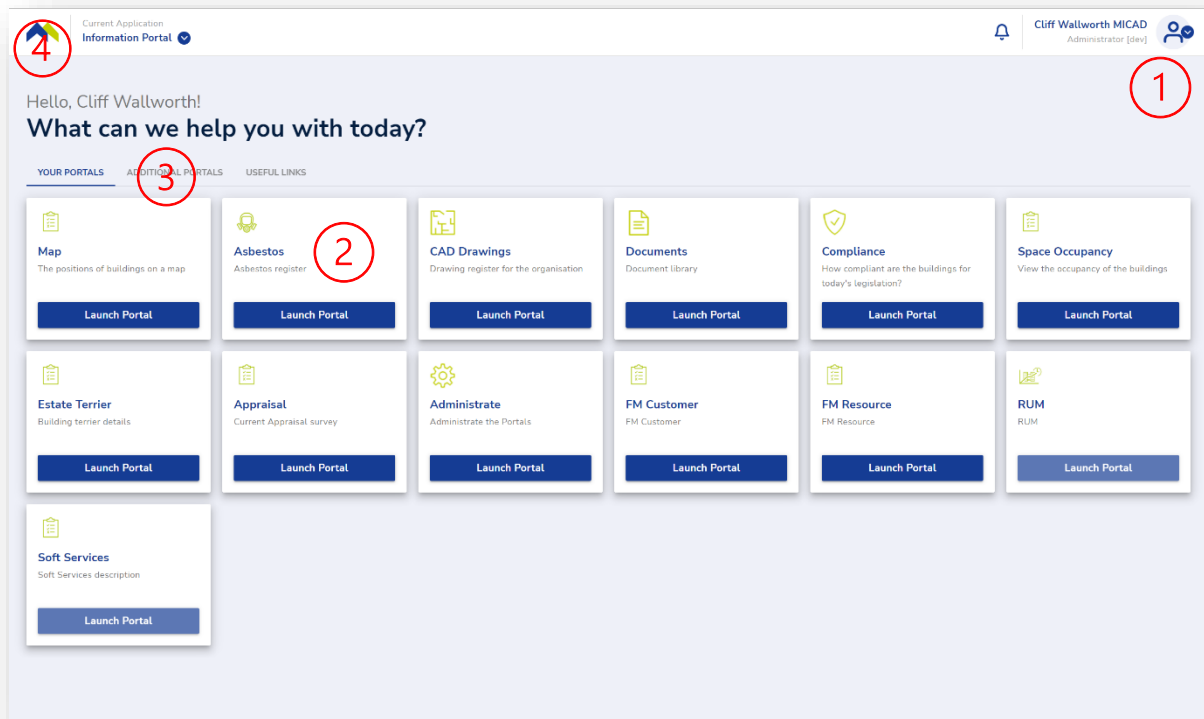 Current Application
Information Portal
Cliff Wallworth MICAD
Administrator [dev]
4
1
Hello, Cliff Wallworth!
What can we help you with today?
YOUR PORTALS
ADDITIONAL PORTALS
USEFUL LINKS
3
Map
The positions of buildings on a map
Launch Portal
Asbestos
Asbestos register
2
Launch Portal
CAD Drawings
Drawing register for the organisation
Launch Portal
Documents
Document library
Launch Portal
Compliance
How compliant are the buildings for
today's legislation?
Launch Portal
Space Occupancy
View the occupancy of the buildings
Launch Portal
Estate Terrier
Building terrier details
Launch Portal
Appraisal
Current Appraisal survey
Launch Portal
Administrate
Administrate the Portals
Launch Portal
FM Customer
FM Customer
Launch Portal
FM Resource
FM Resource
Launch Portal
RUM
RUM
Launch Portal
Soft Services
Soft Services description
Launch Portal